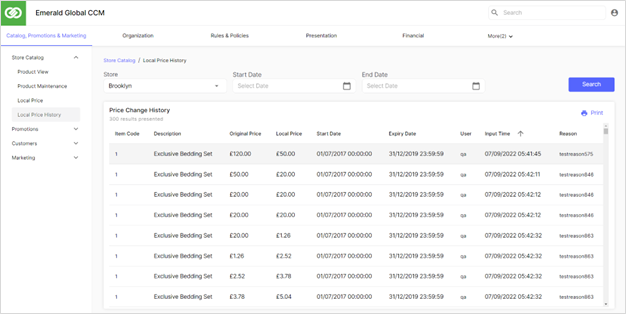 Emerald Global CCM
Search
Catalog, Promotions & Marketing Organization Rules & Policies Presentation Financial More(2)
Store Catalog
Product View
Product Maintenance
Local Price
Local Price History
Promotions
Customers
Marketing
Store Catalog / Local Price History
Store Start Date End Date
Brooklyn Select Date Select Date Search
Price Change History
300 results presented
Print
Item Code Description Original Price Local Price Start Date Expiry Date User Input Time Reason
1 Exclusive Bedding Set £120.00 £50.00 01/07/2017 00:00:00 31/12/2019 23:59:59 qa 07/09/2022 05:41:45 testreason575
1 Exclusive Bedding Set £50.00 £20.00 01/07/2017 00:00:00 31/12/2019 23:59:59 qa 07/09/2022 05:42:11 testreason846
1 Exclusive Bedding Set £20.00 £20.00 01/07/2017 00:00:00 31/12/2019 23:59:59 qa 07/09/2022 05:42:12 testreason846
1 Exclusive Bedding Set £20.00 £20.00 01/07/2017 00:00:00 31/12/2019 23:59:59 qa 07/09/2022 05:42:12 testreason846
1 Exclusive Bedding Set £20.00 £1.26 01/07/2017 00:00:00 31/12/2019 23:59:59 qa 07/09/2022 05:42:32 testreason863
1 Exclusive Bedding Set £1.26 £2.52 01/07/2017 00:00:00 31/12/2019 23:59:59 qa 07/09/2022 05:42:32 testreason863
1 Exclusive Bedding Set £2.52 £3.78 01/07/2017 00:00:00 31/12/2019 23:59:59 qa 07/09/2022 05:42:32 testreason863
1 Exclusive Bedding Set £3.78 £5.04 01/07/2017 00:00:00 31/12/2019 23:59:59 qa 07/09/2022 05:42:32 testreason863